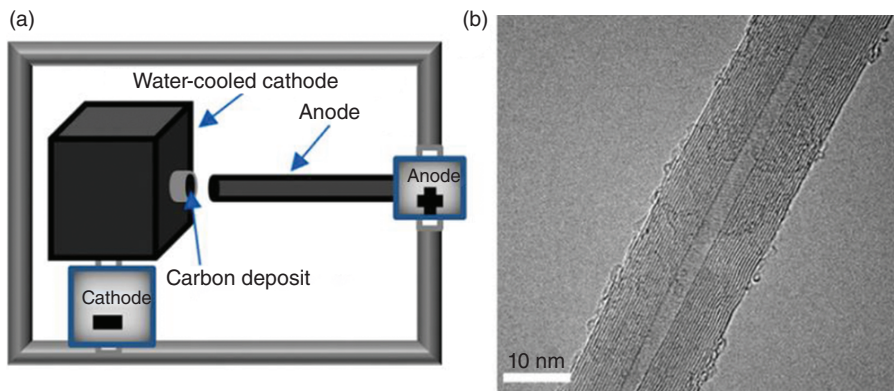 (a)
Water-cooled cathode
Anode
Anode
Carbon deposit
Cathode
(b)
10 nm